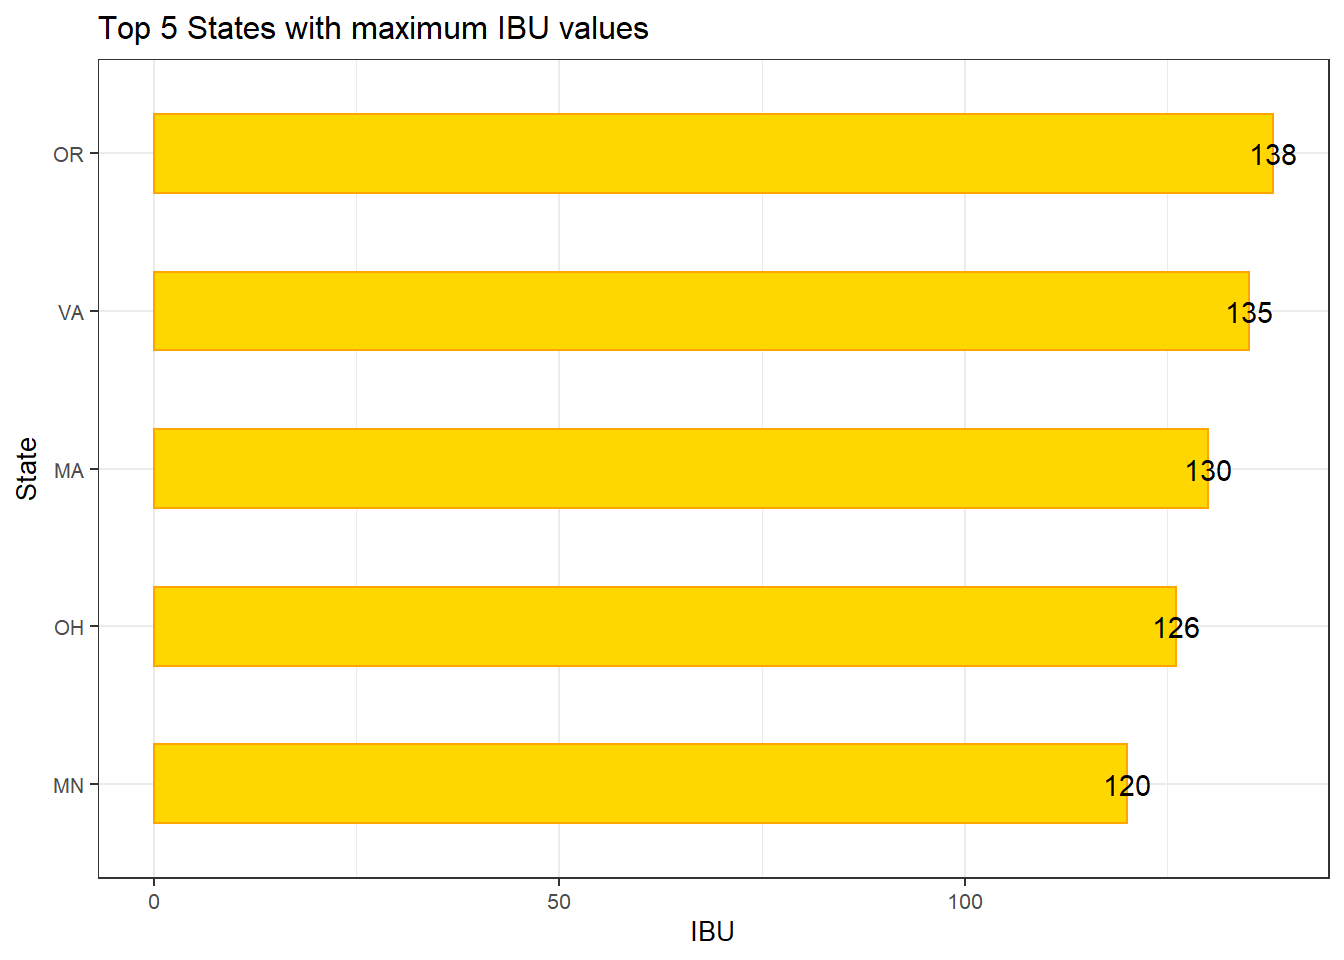 Top 5 States with maximum IBU values
OR
138
VA
135
MA
130
OH
126
MN
120
State
0 50 100
IBU